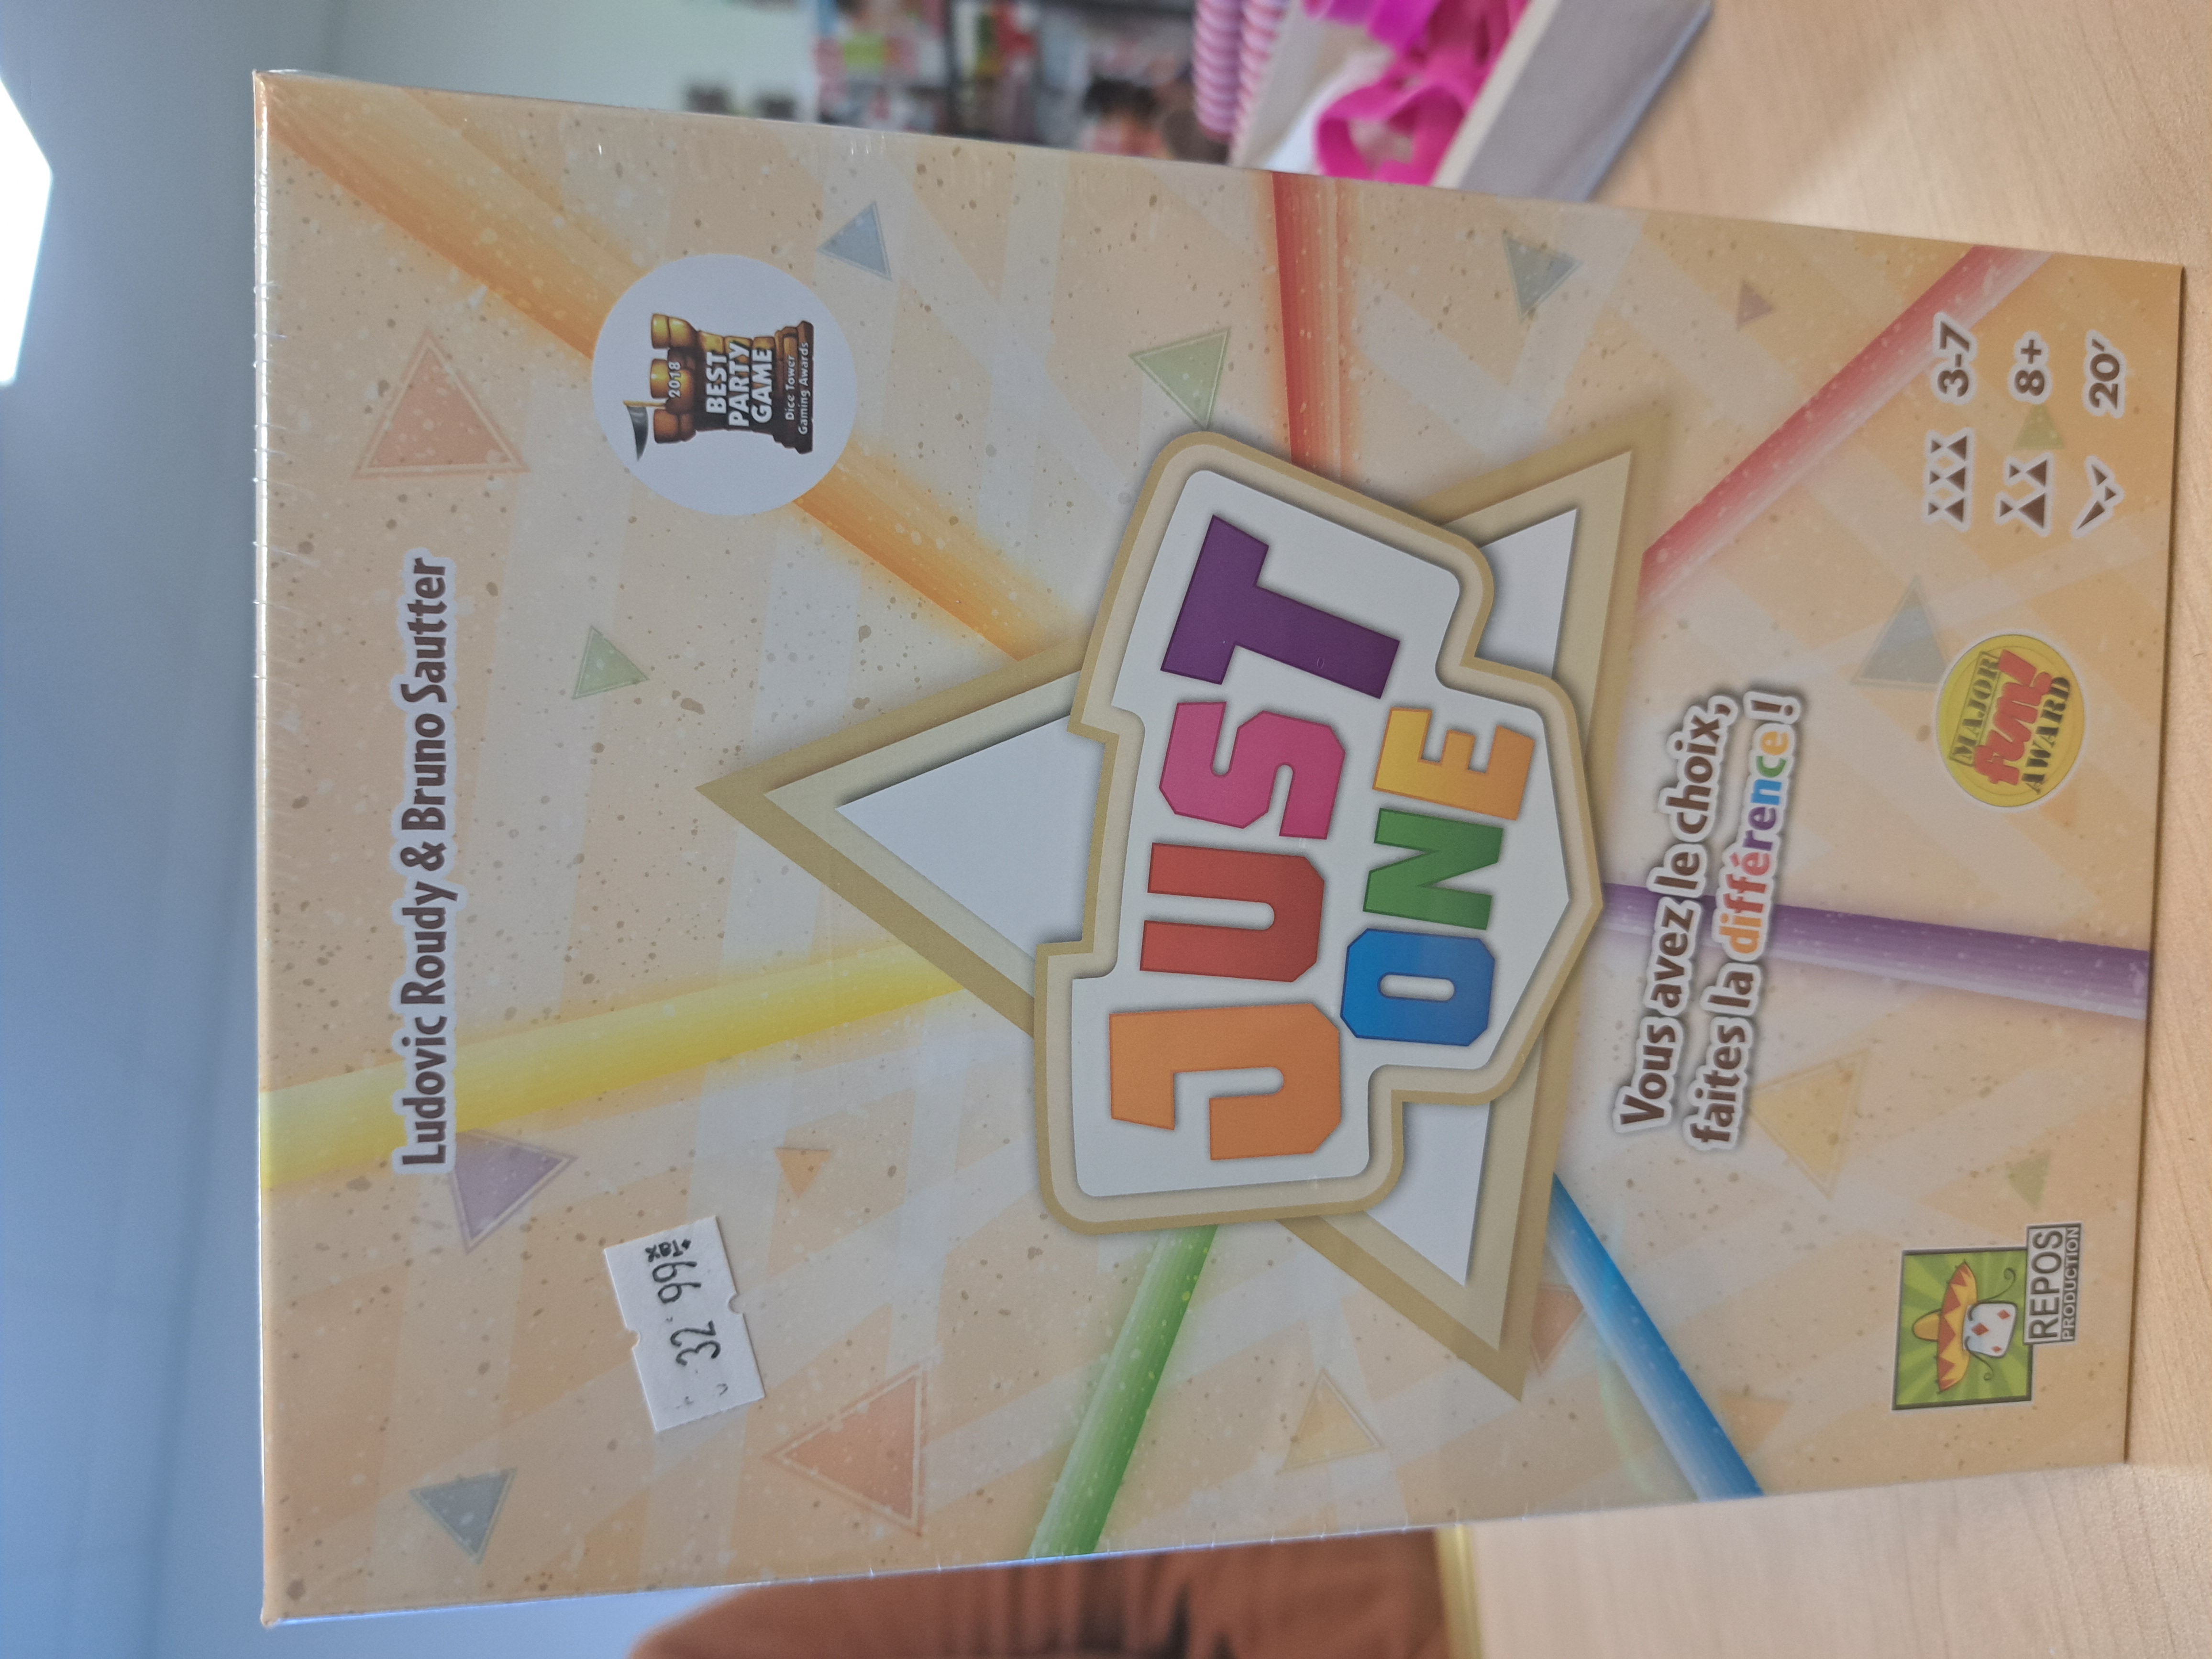 Ludovic Roudy & Bruno Sautter
32.99
+Tax
2018
BEST
PARTY
GAME
Dice Tower
Gaming Awards
JUST
ONE
Vous avez le choix,
faites la différence !
REPOS
PRODUCTION
MAJOR
fun!
AWARD
3-7
8+
20'